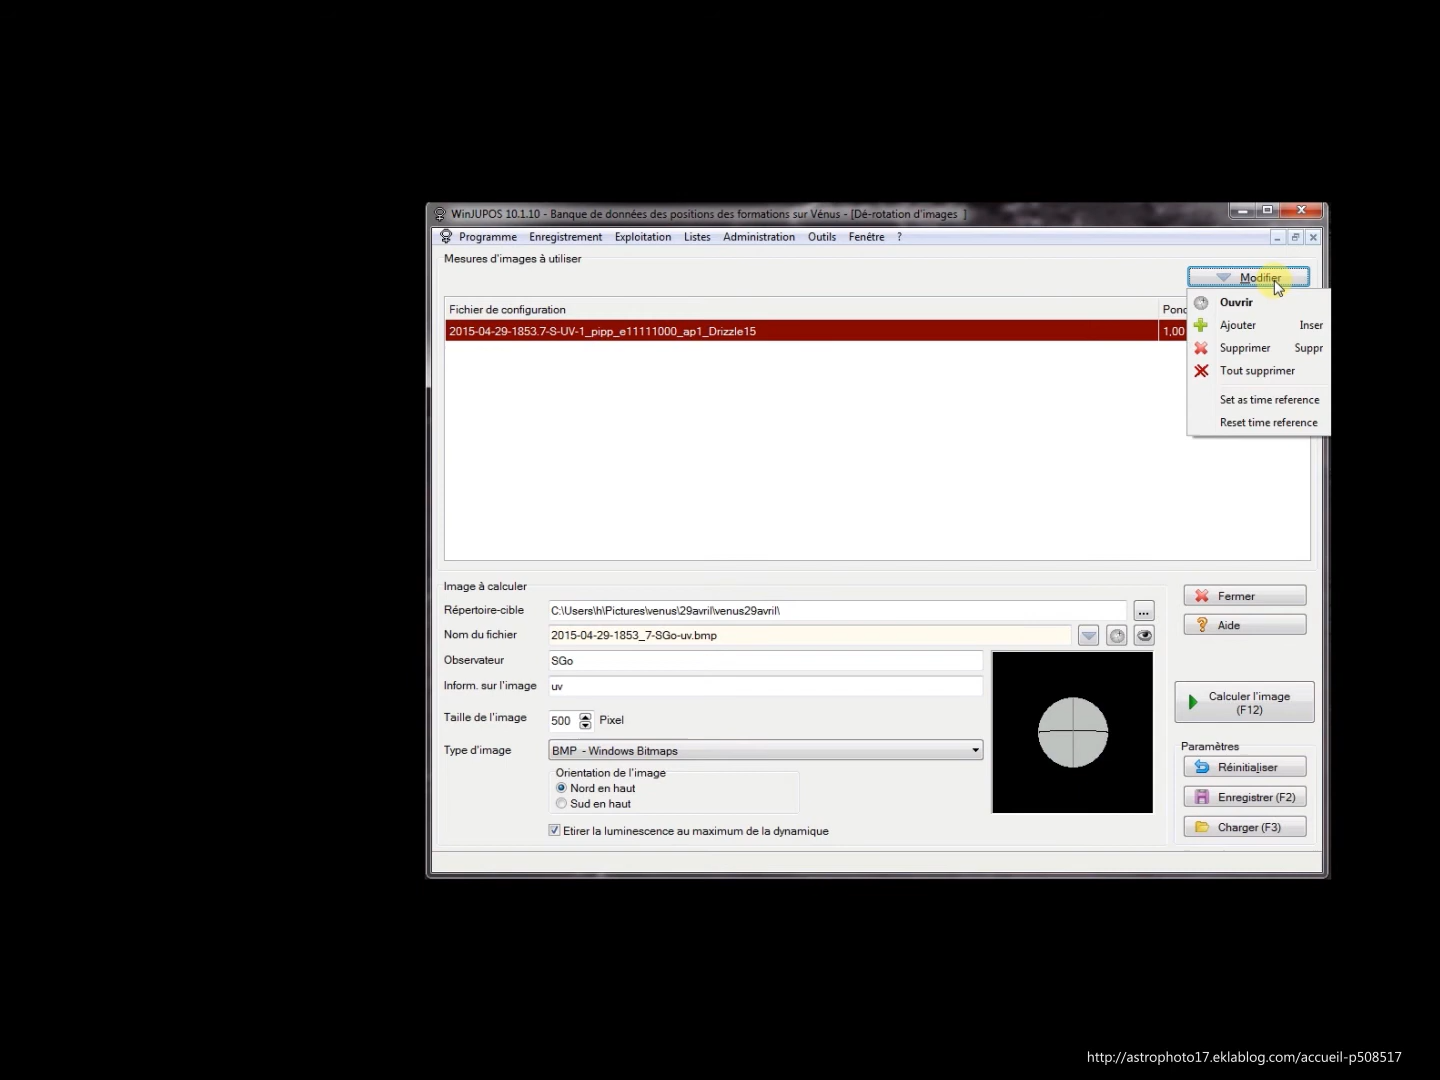 WinJUPOS 10.1.10 - Banque de données des positions des formations sur Vénus - [Dé-rotation d'images ]
Programme Enregistrement Exploitation Listes Administration Outils Fenêtre ?
Mesures d'images à utiliser
Modifier
Fichier de configuration
2015-04-29-1853.7-S-UV-1_pipp_e11111000_ap1_Drizzle15
1,00
Ouvrir
Ajouter Inser
Supprimer Suppr
Tout supprimer
Set as time reference
Reset time reference
Image à calculer
Répertoire-cible C:\Users\h\Pictures\venus\29avril\venus29avril\ ...
Nom du fichier 2015-04-29-1853_7-SGo-uv.bmp
Observateur SGo
Inform. sur l'image uv
Taille de l'image 500 Pixel
Type d'image BMP - Windows Bitmaps
Orientation de l'image
Nord en haut
Sud en haut
Etirer la luminescence au maximum de la dynamique
Fermer
Aide
Calculer l'image
(F12)
Paramètres
Réinitialiser
Enregistrer (F2)
Charger (F3)
http://astrophoto17.eklablog.com/accueil-p508517